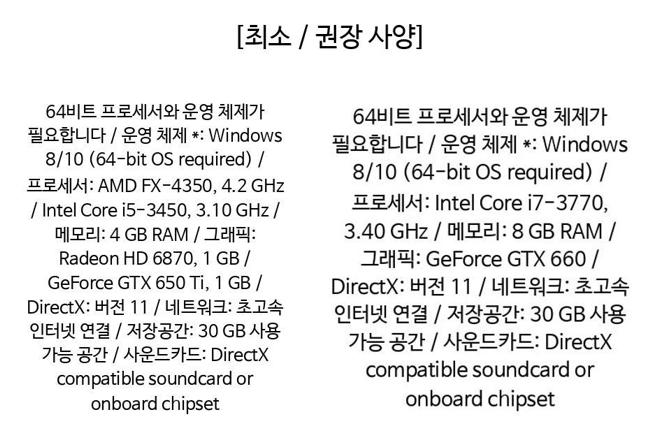 [최소 / 권장 사양]
64비트 프로세서와 운영 체제가
필요합니다 / 운영 체제 *: Windows
8/10 (64-bit OS required) /
프로세서: AMD FX-4350, 4.2 GHz
/ Intel Core i5-3450, 3.10 GHz /
메모리: 4 GB RAM / 그래픽:
Radeon HD 6870, 1 GB /
GeForce GTX 650 Ti, 1 GB /
DirectX: 버전 11 / 네트워크: 초고속
인터넷 연결 / 저장공간: 30 GB 사용
가능 공간 / 사운드카드: DirectX
compatible soundcard or
onboard chipset
64비트 프로세서와 운영 체제가
필요합니다 / 운영 체제 *: Windows
8/10 (64-bit OS required) /
프로세서: Intel Core i7-3770,
3.40 GHz / 메모리: 8 GB RAM /
그래픽: GeForce GTX 660 /
DirectX: 버전 11 / 네트워크: 초고속
인터넷 연결 / 저장공간: 30 GB 사용
가능 공간 / 사운드카드: DirectX
compatible soundcard or
onboard chipset